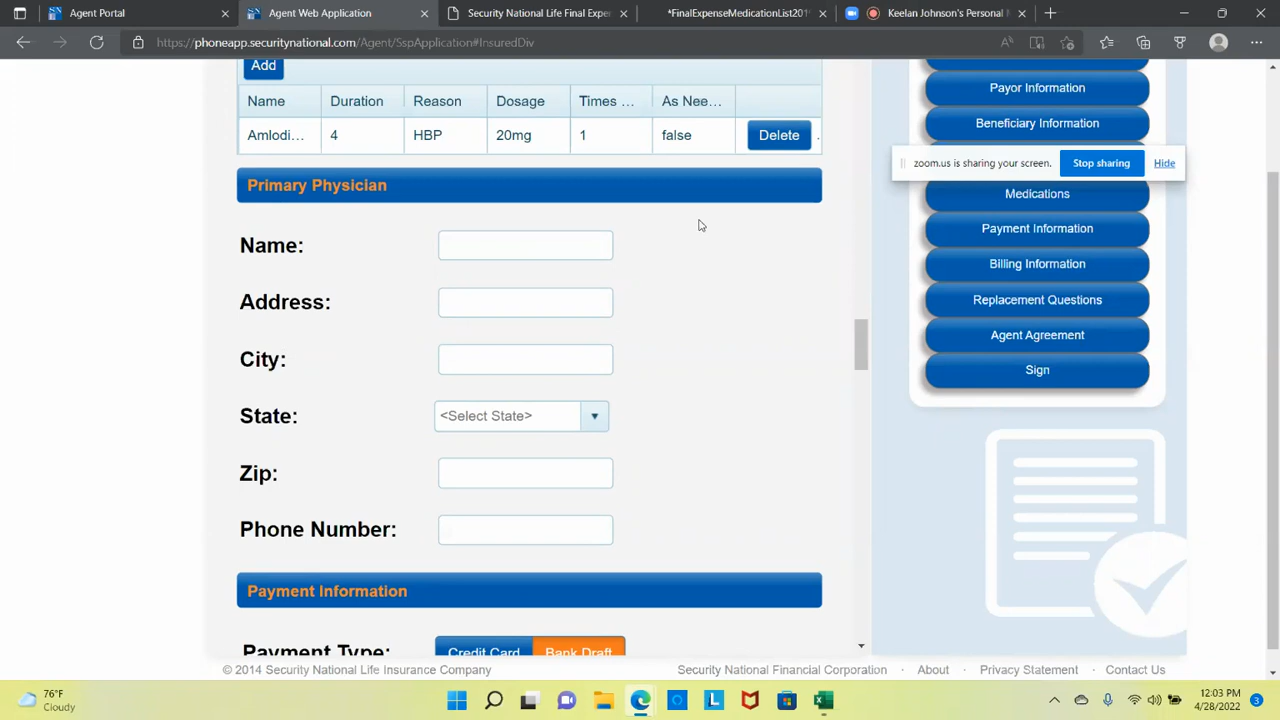 Agent Portal
Agent Web Application
Security National Life Final Expe
*FinalExpenseMedicationList201
Keelan Johnson's Personal M
https://phoneapp.securitynational.com/Agent/SspApplication#InsuredDiv
Add
Name Duration Reason Dosage Times ... As Nee...
Amlodi... 4 HBP 20mg 1 false Delete
Primary Physician
Name:
Address:
City:
State: <Select State>
Zip:
Phone Number:
Payment Information
Payment Type: Credit Card Bank Draft
Payor Information
Beneficiary Information
zoom.us is sharing your screen. Stop sharing Hide
Medications
Payment Information
Billing Information
Replacement Questions
Agent Agreement
Sign
© 2014 Security National Life Insurance Company
Security National Financial Corporation · About · Privacy Statement · Contact Us
76°F
Cloudy
L
12:03 PM
4/28/2022
3